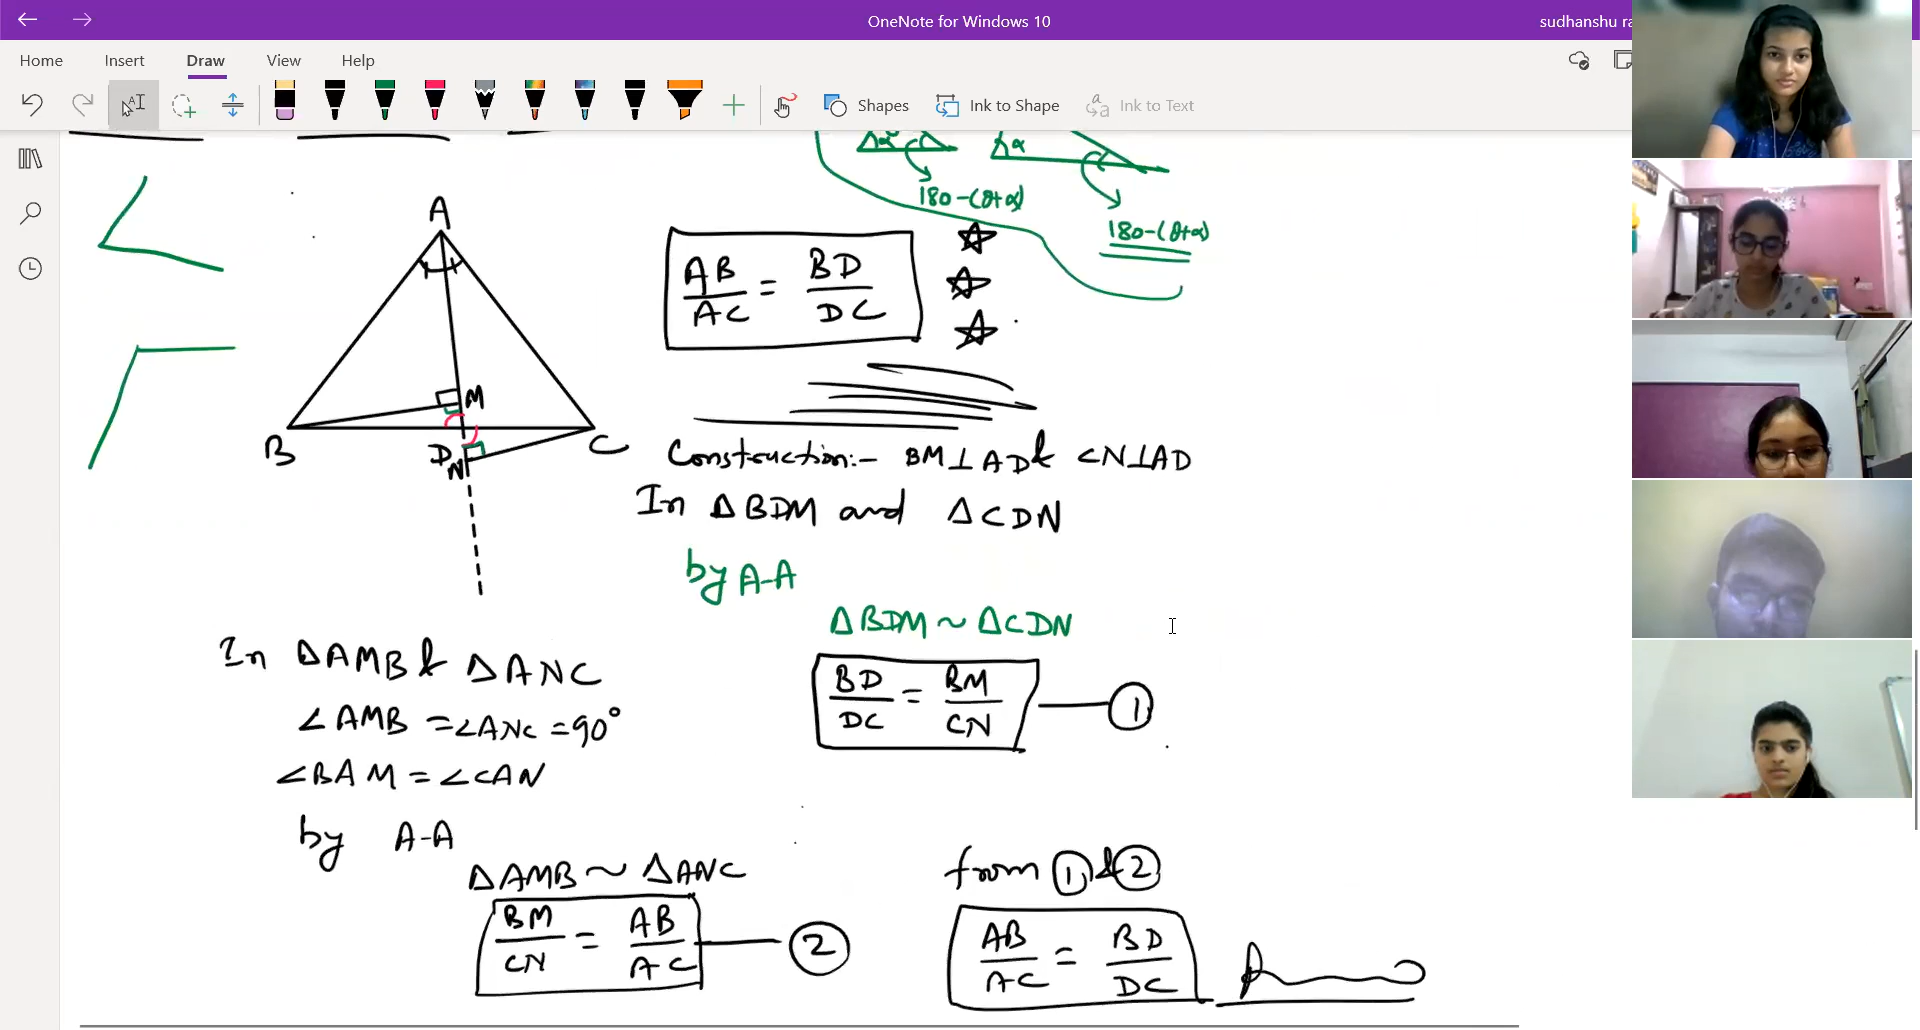 OneNote for Windows 10
sudhanshu ra
Home Insert Draw View Help
Shapes Ink to Shape Ink to Text
α α
180-(θ+α)
180-(θ+α)
A
B
C
M
D
N
AB/AC = BD/DC
Construction:- BM⊥AD & CN⊥AD
In ΔBDM and ΔCDN
by A-A
ΔBDM ~ ΔCDN
BD/DC = BM/CN — 1
In ΔAMB & ΔANC
∠AMB = ∠ANC = 90°
∠BAM = ∠CAN
by A-A
ΔAMB ~ ΔANC
BM/CN = AB/AC — 2
from 1 & 2
AB/AC = BD/DC